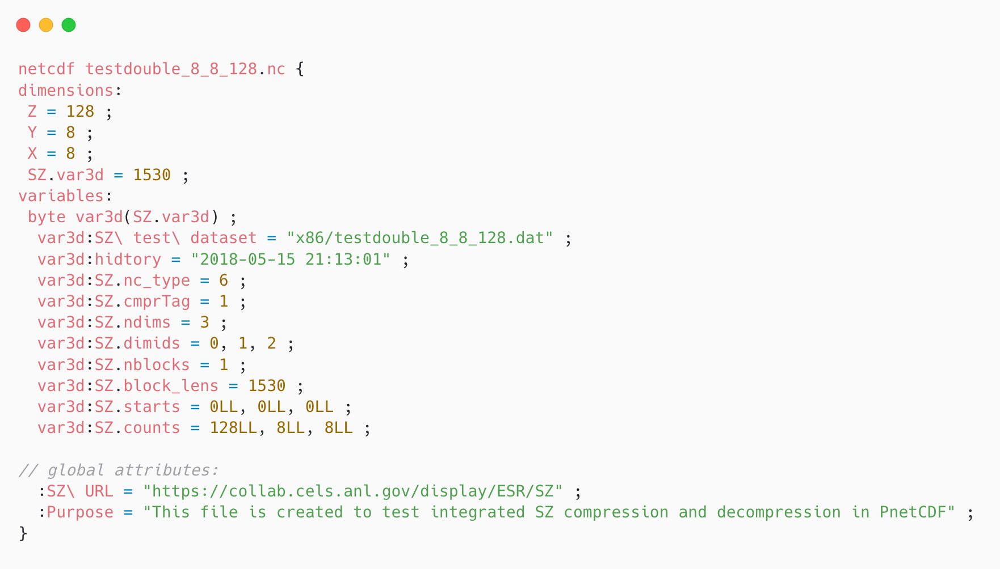 netcdf testdouble_8_8_128.nc {
dimensions:
 Z = 128 ;
 Y = 8 ;
 X = 8 ;
 SZ.var3d = 1530 ;
variables:
 byte var3d(SZ.var3d) ;
  var3d:SZ\ test\ dataset = "x86/testdouble_8_8_128.dat" ;
  var3d:hidtory = "2018-05-15 21:13:01" ;
  var3d:SZ.nc_type = 6 ;
  var3d:SZ.cmprTag = 1 ;
  var3d:SZ.ndims = 3 ;
  var3d:SZ.dimids = 0, 1, 2 ;
  var3d:SZ.nblocks = 1 ;
  var3d:SZ.block_lens = 1530 ;
  var3d:SZ.starts = 0LL, 0LL, 0LL ;
  var3d:SZ.counts = 128LL, 8LL, 8LL ;

// global attributes:
  :SZ\ URL = "https://collab.cels.anl.gov/display/ESR/SZ" ;
  :Purpose = "This file is created to test integrated SZ compression and decompression in PnetCDF" ;
}